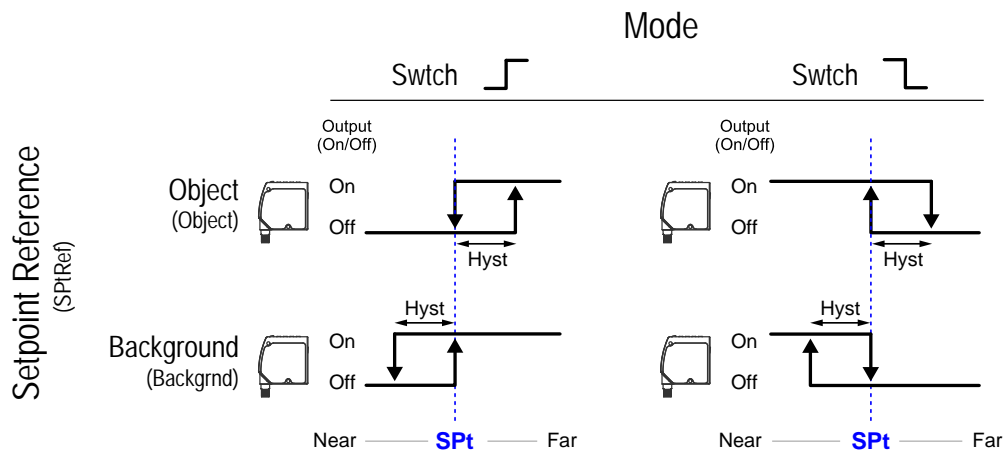 Mode
Swtch
Swtch
Output
(On/Off)
Output
(On/Off)
Setpoint Reference
(SPtRef)
Object
(Object)
On
Off
Hyst
On
Off
Hyst
Background
(Backgrnd)
On
Off
Hyst
On
Off
Hyst
Near
SPt
Far
Near
SPt
Far